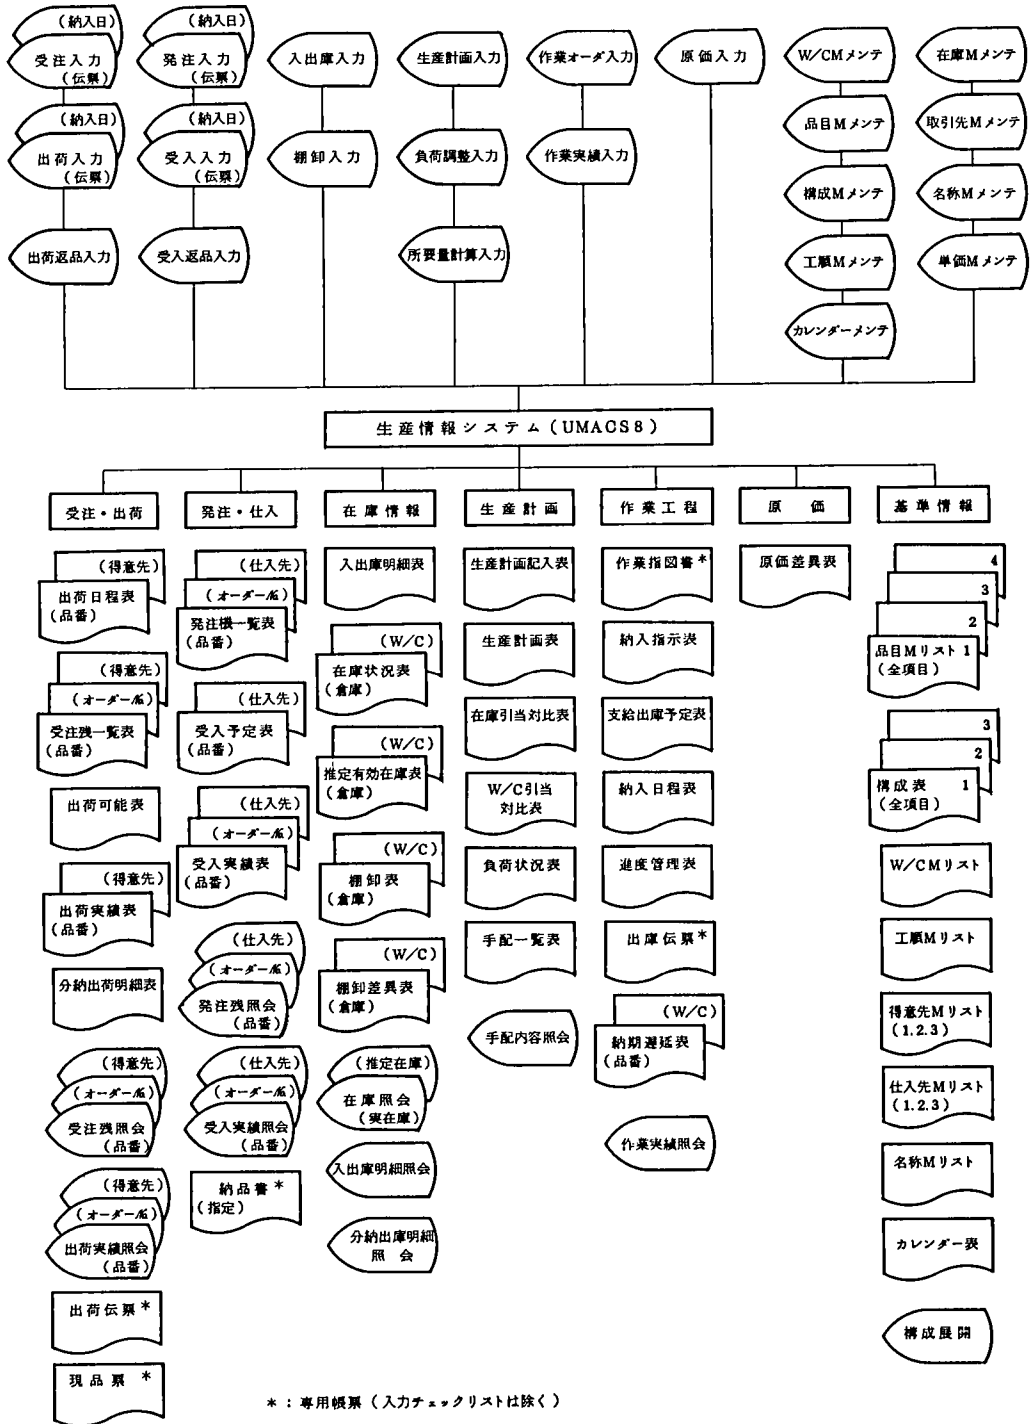 (納入日)
受注入力
(伝票)
(納入日)
出荷入力
(伝票)
出荷返品入力
(納入日)
発注入力
(伝票)
(納入日)
受入入力
(伝票)
受入返品入力
入出庫入力
棚卸入力
生産計画入力
負荷調整入力
所要量計算入力
作業オーダ入力
作業実績入力
原価入力
W/CMメンテ
品目Mメンテ
構成Mメンテ
工順Mメンテ
カレンダーメンテ
在庫Mメンテ
取引先Mメンテ
名称Mメンテ
単価Mメンテ
生産情報システム(UMACS8)
受注・出荷
(得意先)
出荷日程表
(品番)
(得意先)
(オーダー№)
受注残一覧表
(品番)
出荷可能表
(得意先)
出荷実績表
(品番)
分納出荷明細表
(得意先)
(オーダー№)
受注残照会
(品番)
(得意先)
(オーダー№)
出荷実績照会
(品番)
出荷伝票*
現品票*
発注・仕入
(仕入先)
(オーダー№)
発注機一覧表
(品番)
(仕入先)
受入予定表
(品番)
(仕入先)
(オーダー№)
受入実績表
(品番)
(仕入先)
(オーダー№)
発注残照会
(品番)
(仕入先)
(オーダー№)
受入実績照会
(品番)
納品書*
(指定)
在庫情報
入出庫明細表
(W/C)
在庫状況表
(倉庫)
(W/C)
推定有効在庫表
(倉庫)
(W/C)
棚卸表
(倉庫)
(W/C)
棚卸差異表
(倉庫)
(推定在庫)
在庫照会
(実在庫)
入出庫明細照会
分納出庫明細
照会
生産計画
生産計画記入表
生産計画表
在庫引当対比表
W/C引当
対比表
負荷状況表
手配一覧表
手配内容照会
作業工程
作業指図書*
納入指示表
支給出庫予定表
納入日程表
進度管理表
出庫伝票*
(W/C)
納期遅延表
(品番)
作業実績照会
原価
原価差異表
基準情報
4
3
2
品目Mリスト 1
(全項目)
3
2
構成表 1
(全項目)
W/CMリスト
工順Mリスト
得意先Mリスト
(1.2.3)
仕入先Mリスト
(1.2.3)
名称Mリスト
カレンダー表
構成展開
*:専用帳票(入力チェックリストは除く)